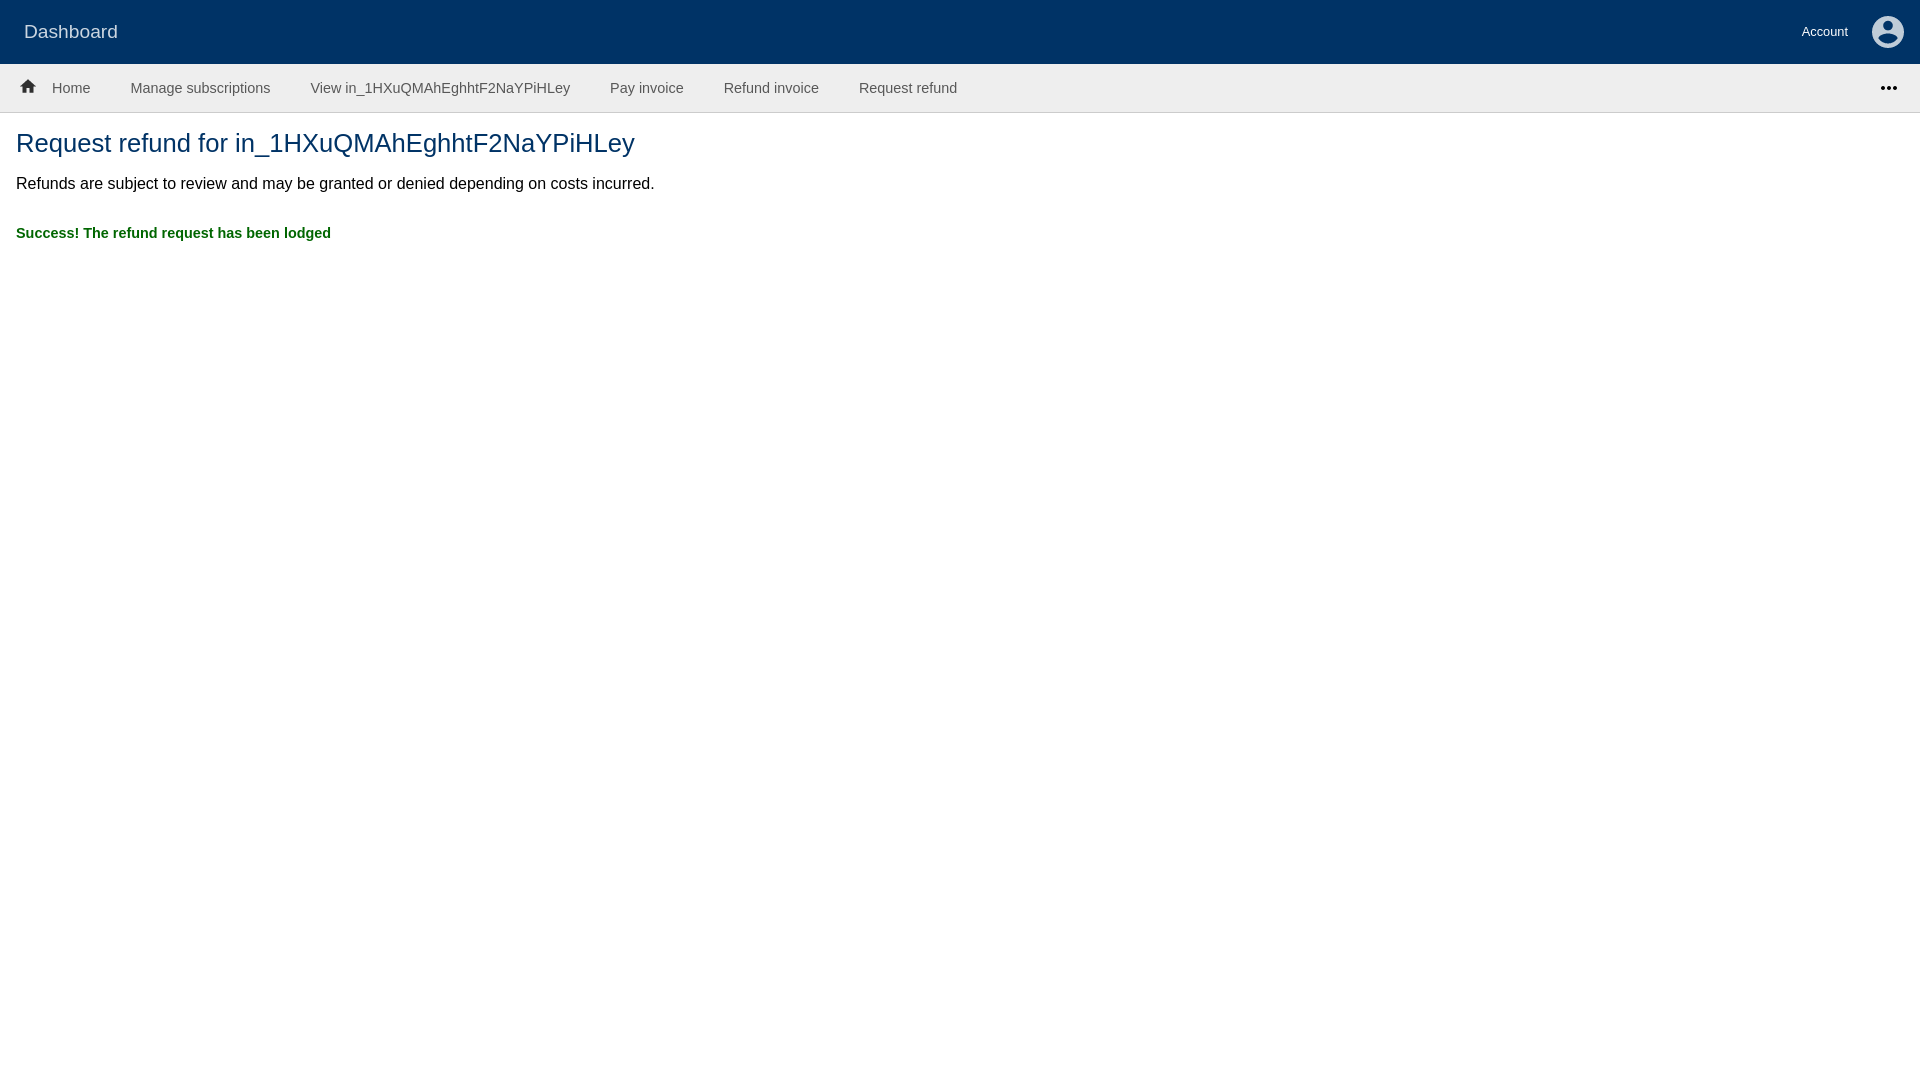 Dashboard
Account
Home
Manage subscriptions
View in_1HXuQMAhEghhtF2NaYPiHLey
Pay invoice
Refund invoice
Request refund
Request refund for in_1HXuQMAhEghhtF2NaYPiHLey
Refunds are subject to review and may be granted or denied depending on costs incurred.
Success! The refund request has been lodged